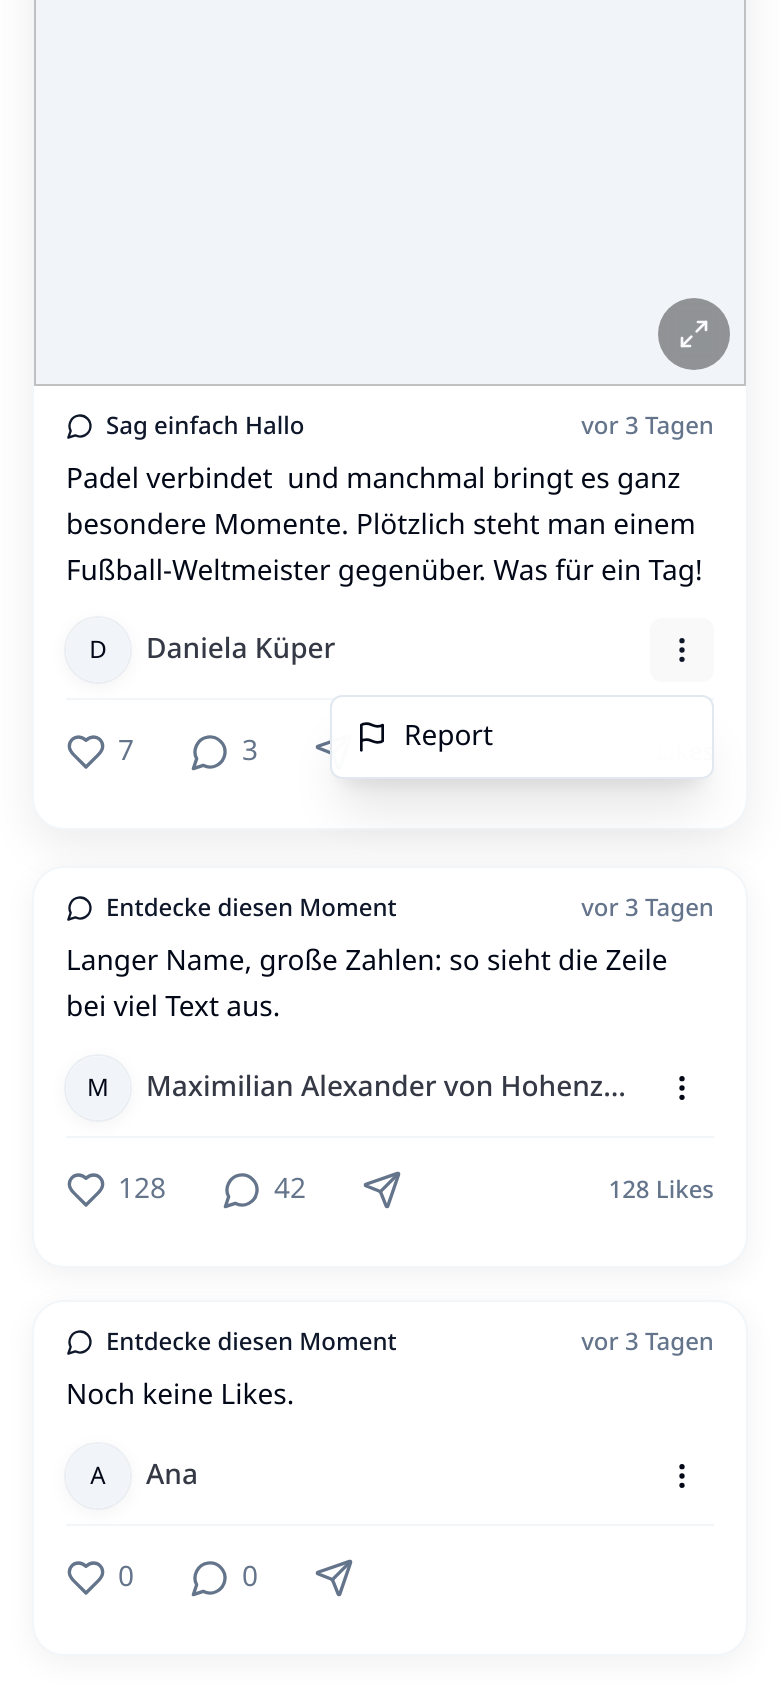 Sag einfach Hallo
vor 3 Tagen
Padel verbindet  und manchmal bringt es ganz
besondere Momente. Plötzlich steht man einem
Fußball-Weltmeister gegenüber. Was für ein Tag!
D
Daniela Küper
7
3
Report
Entdecke diesen Moment
vor 3 Tagen
Langer Name, große Zahlen: so sieht die Zeile
bei viel Text aus.
M
Maximilian Alexander von Hohenz...
128
42
128 Likes
Entdecke diesen Moment
vor 3 Tagen
Noch keine Likes.
A
Ana
0
0